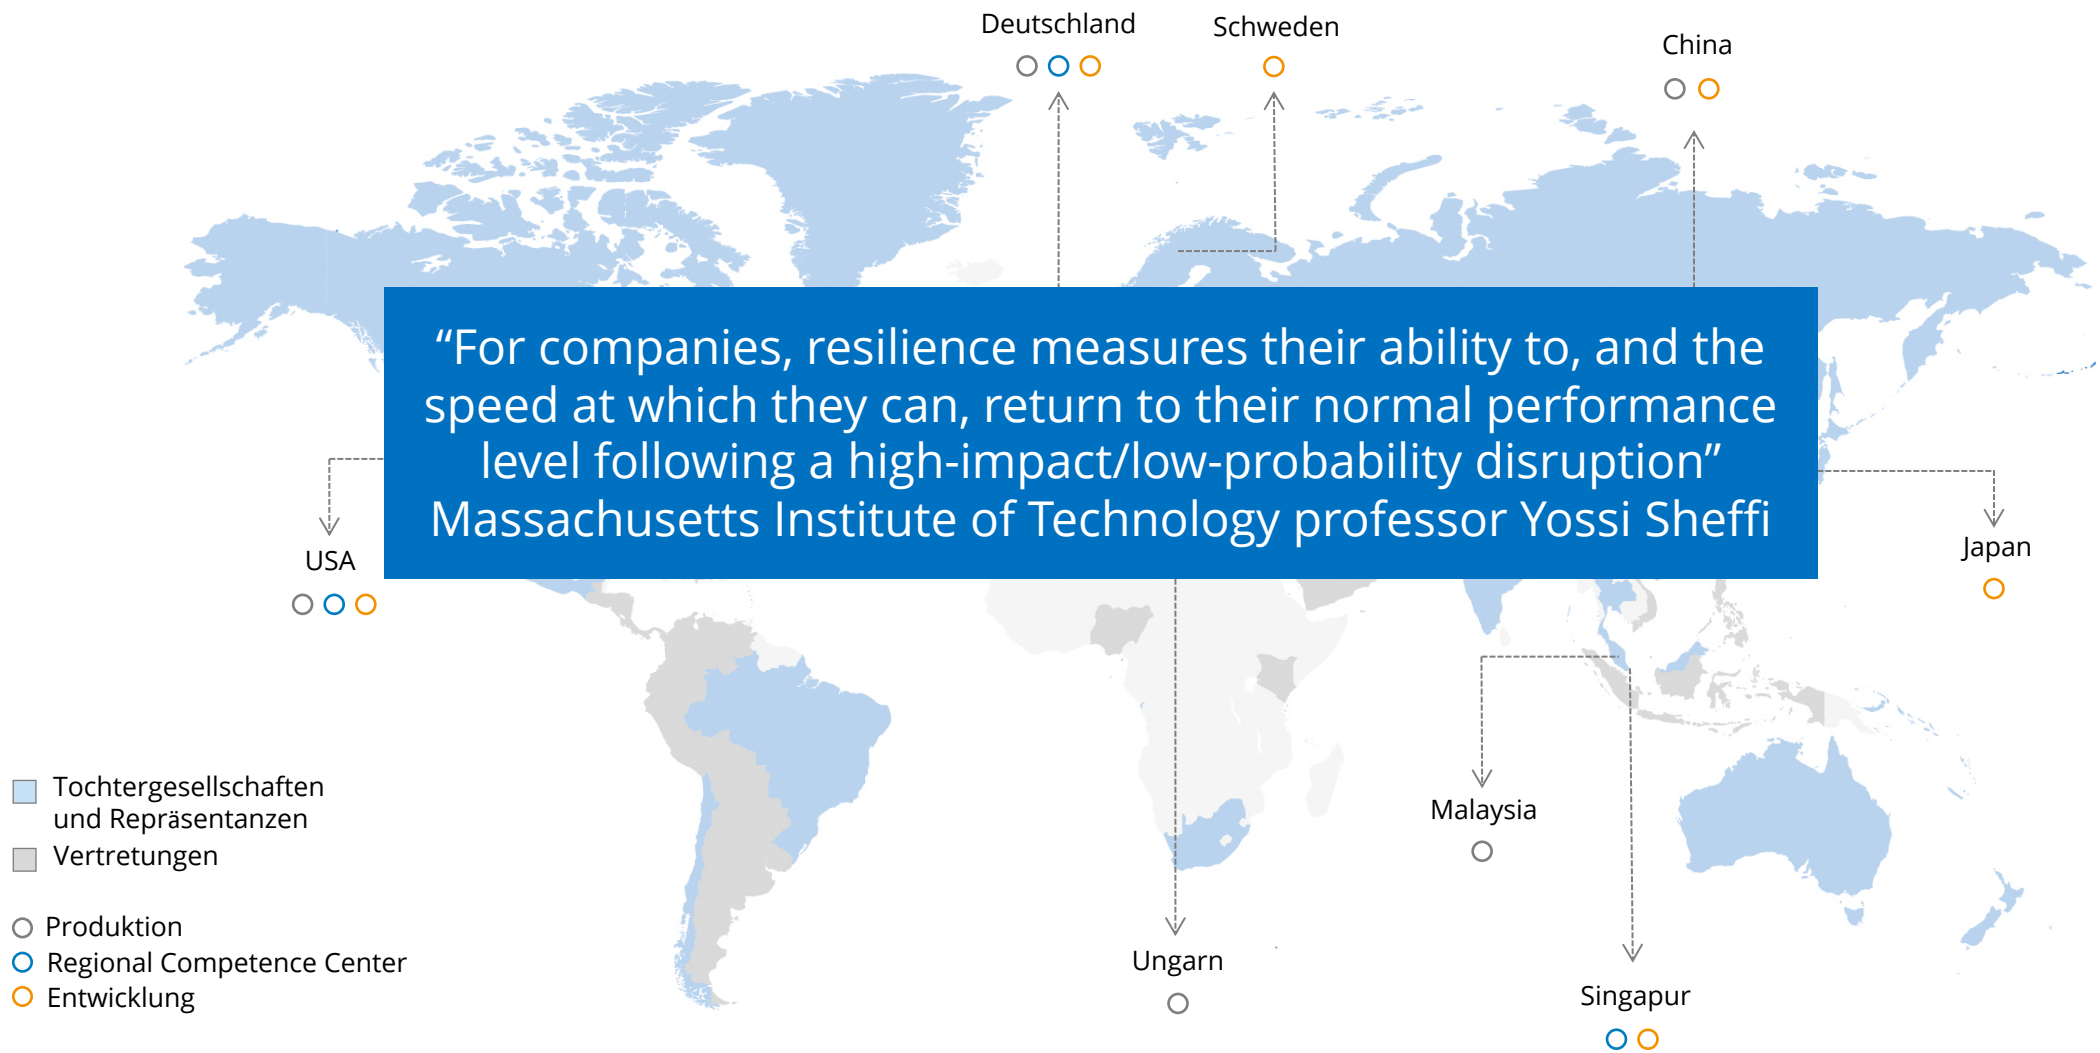 Deutschland
Schweden
China
“For companies, resilience measures their ability to, and the
speed at which they can, return to their normal performance
level following a high-impact/low-probability disruption”
Massachusetts Institute of Technology professor Yossi Sheffi
USA
Japan
Malaysia
Ungarn
Singapur
Tochtergesellschaften
und Repräsentanzen
Vertretungen
Produktion
Regional Competence Center
Entwicklung